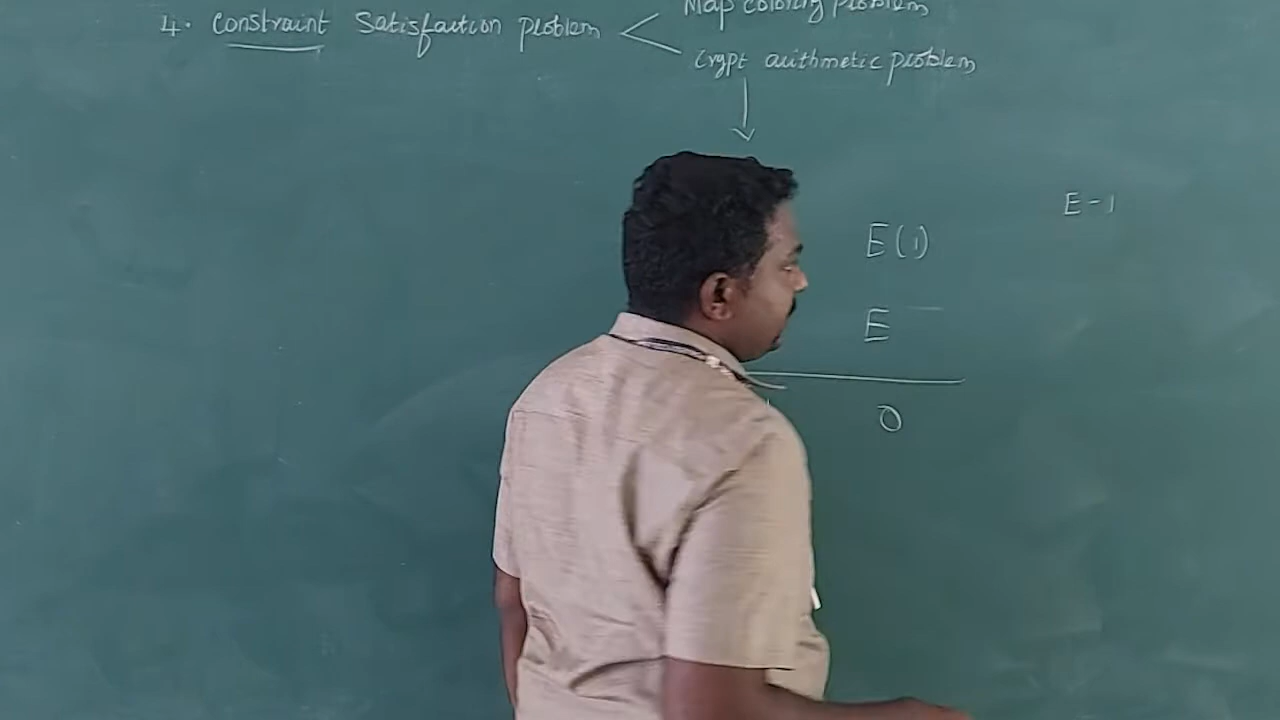 Map coloring problem
4. Constraint Satisfaction problem
Crypt arithmetic problem
E-1
E(1)
E
0